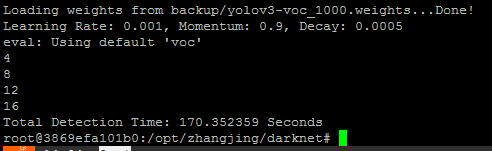 Loading weights from backup/yolov3-voc_1000.weights...Done!
Learning Rate: 0.001, Momentum: 0.9, Decay: 0.0005
eval: Using default 'voc'
4
8
12
16
Total Detection Time: 170.352359 Seconds
root@3869efa101b0:/opt/zhangjing/darknet#